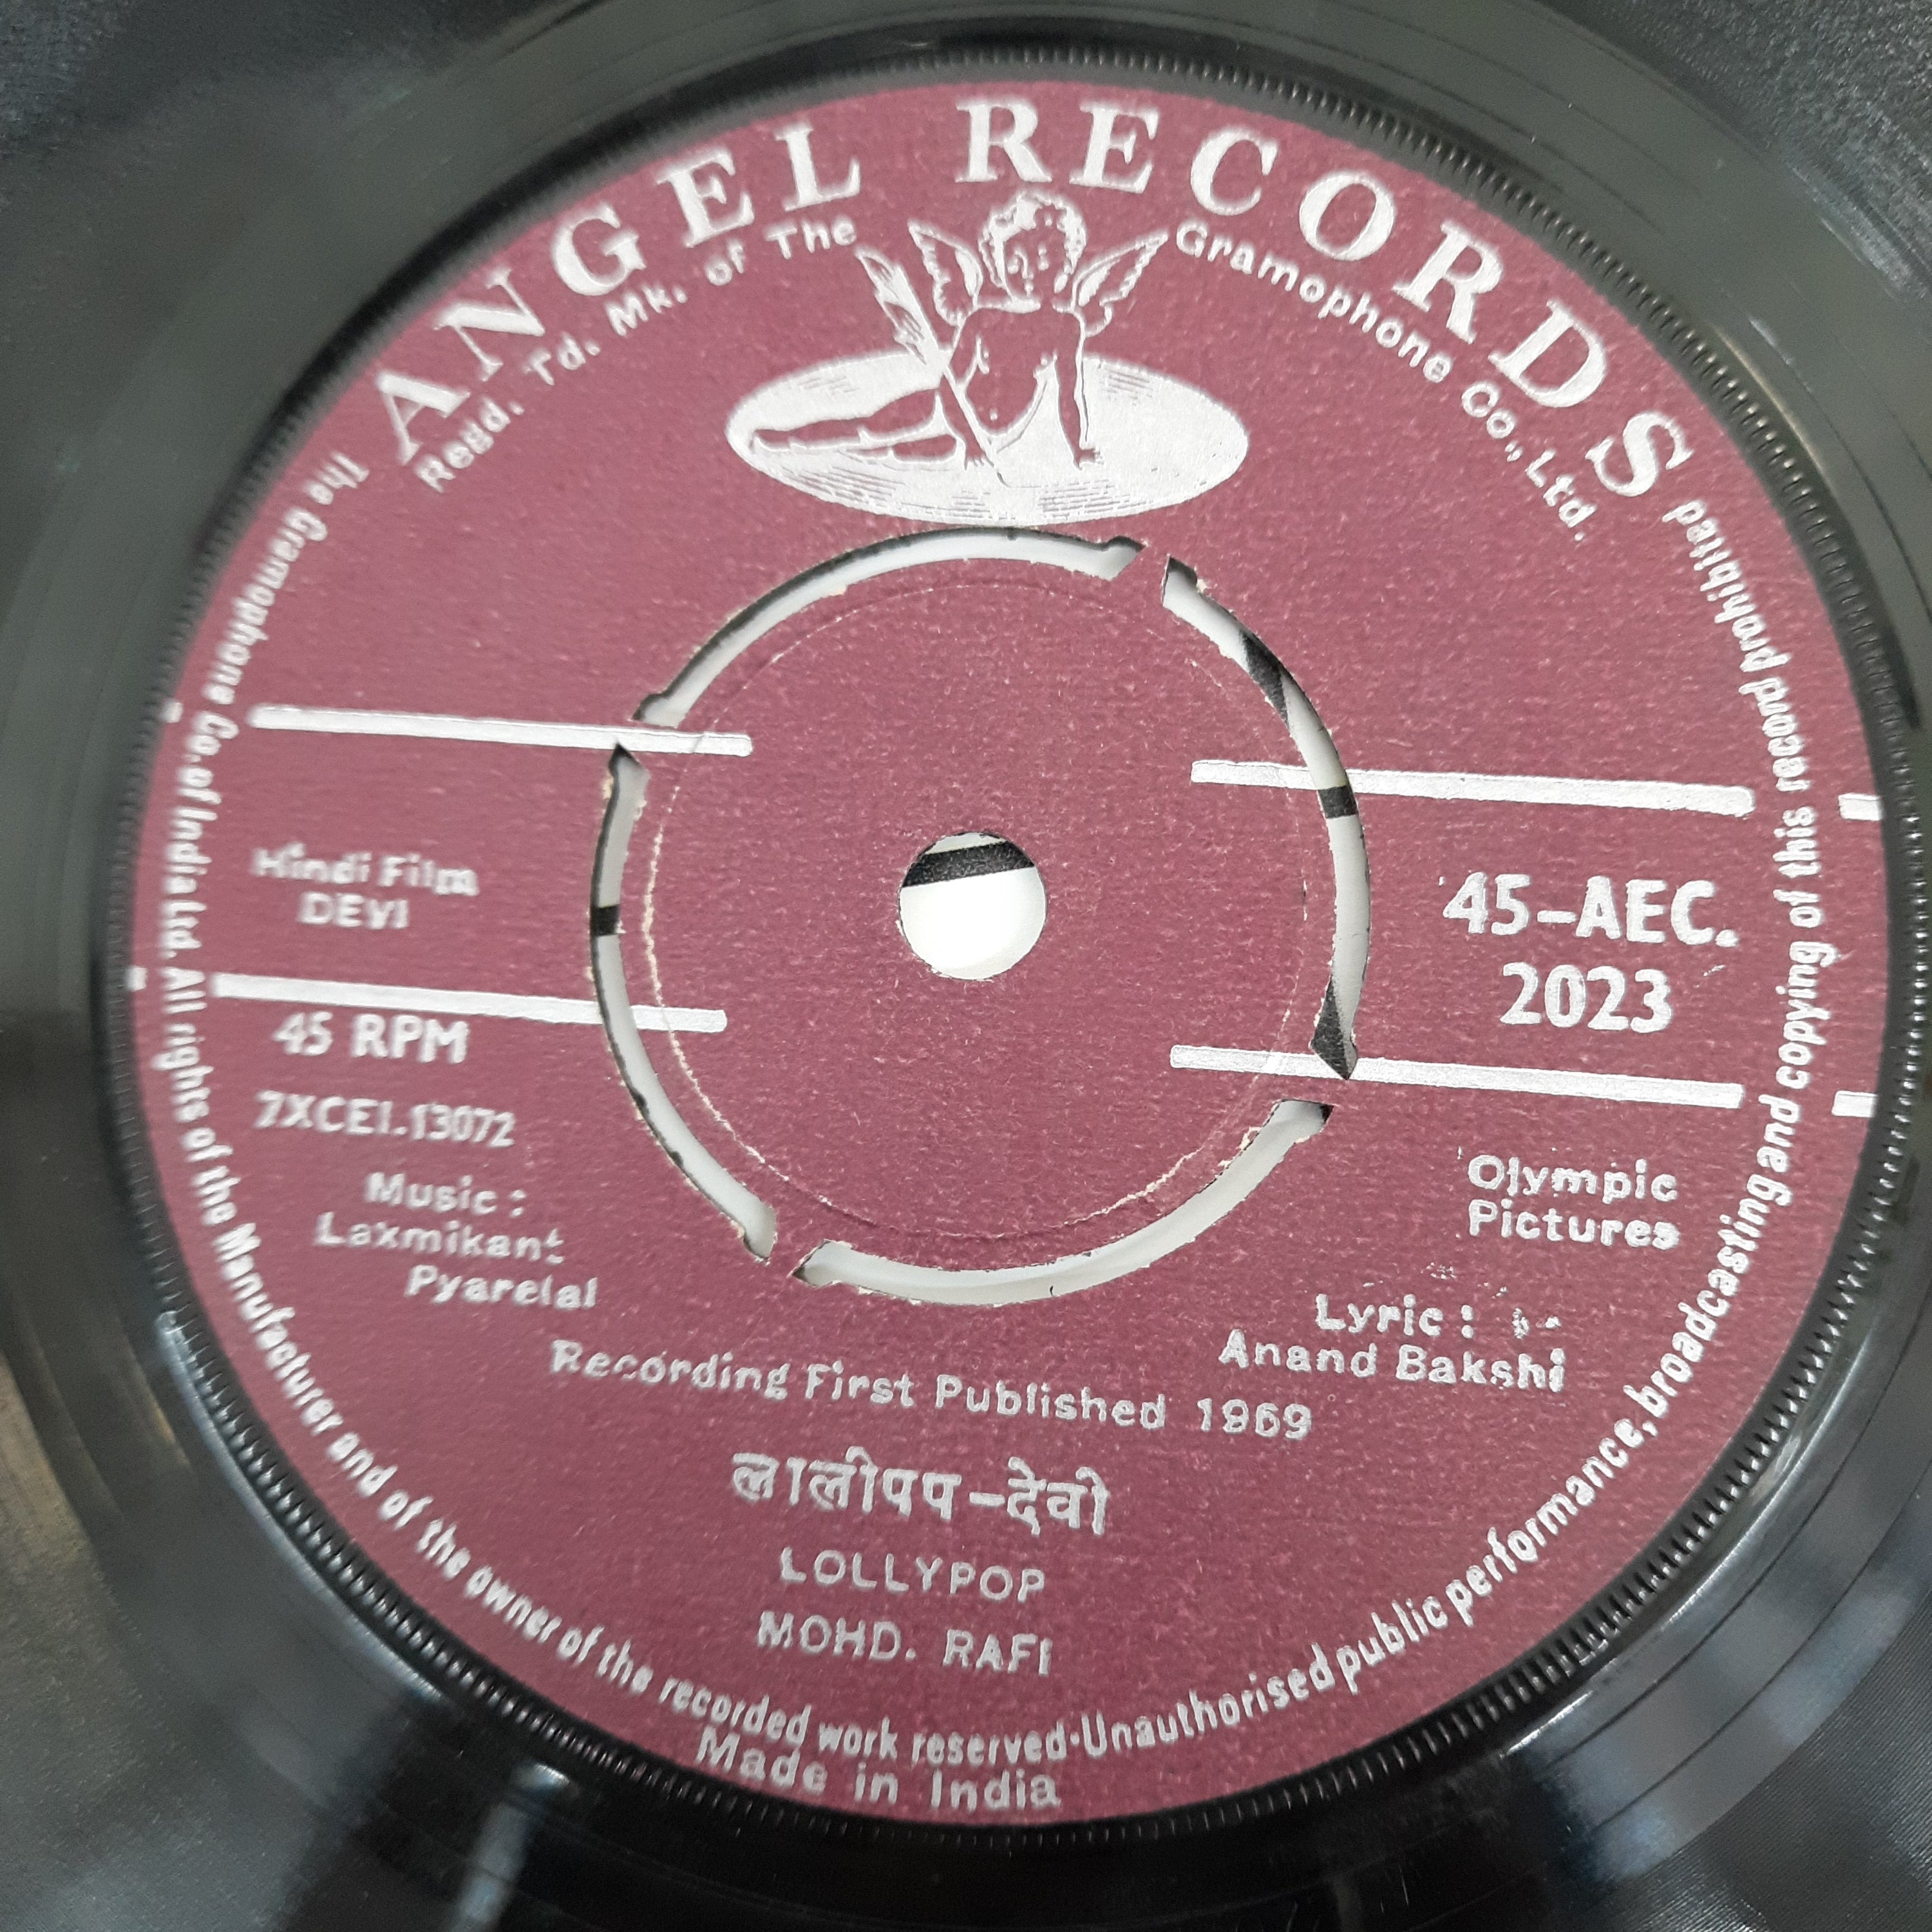 ANGEL RECORDS
Regd. Td. Mk. of The Gramophone Co., Ltd.
Hindi Film
DEVI
45 RPM
7XCEI.13072
Music :
Laxmikant
Pyarelal
45-AEC.
2023
Olympic
Pictures
Lyric :
Anand Bakshi
Recording First Published 1969
लालीपप-देवी
LOLLYPOP
MOHD. RAFI
The Gramophone Co. of India Ltd. All rights of the Manufacturer and of the owner of the recorded work reserved·Unauthorised public performance, broadcasting and copying of this record prohibited
Made in India